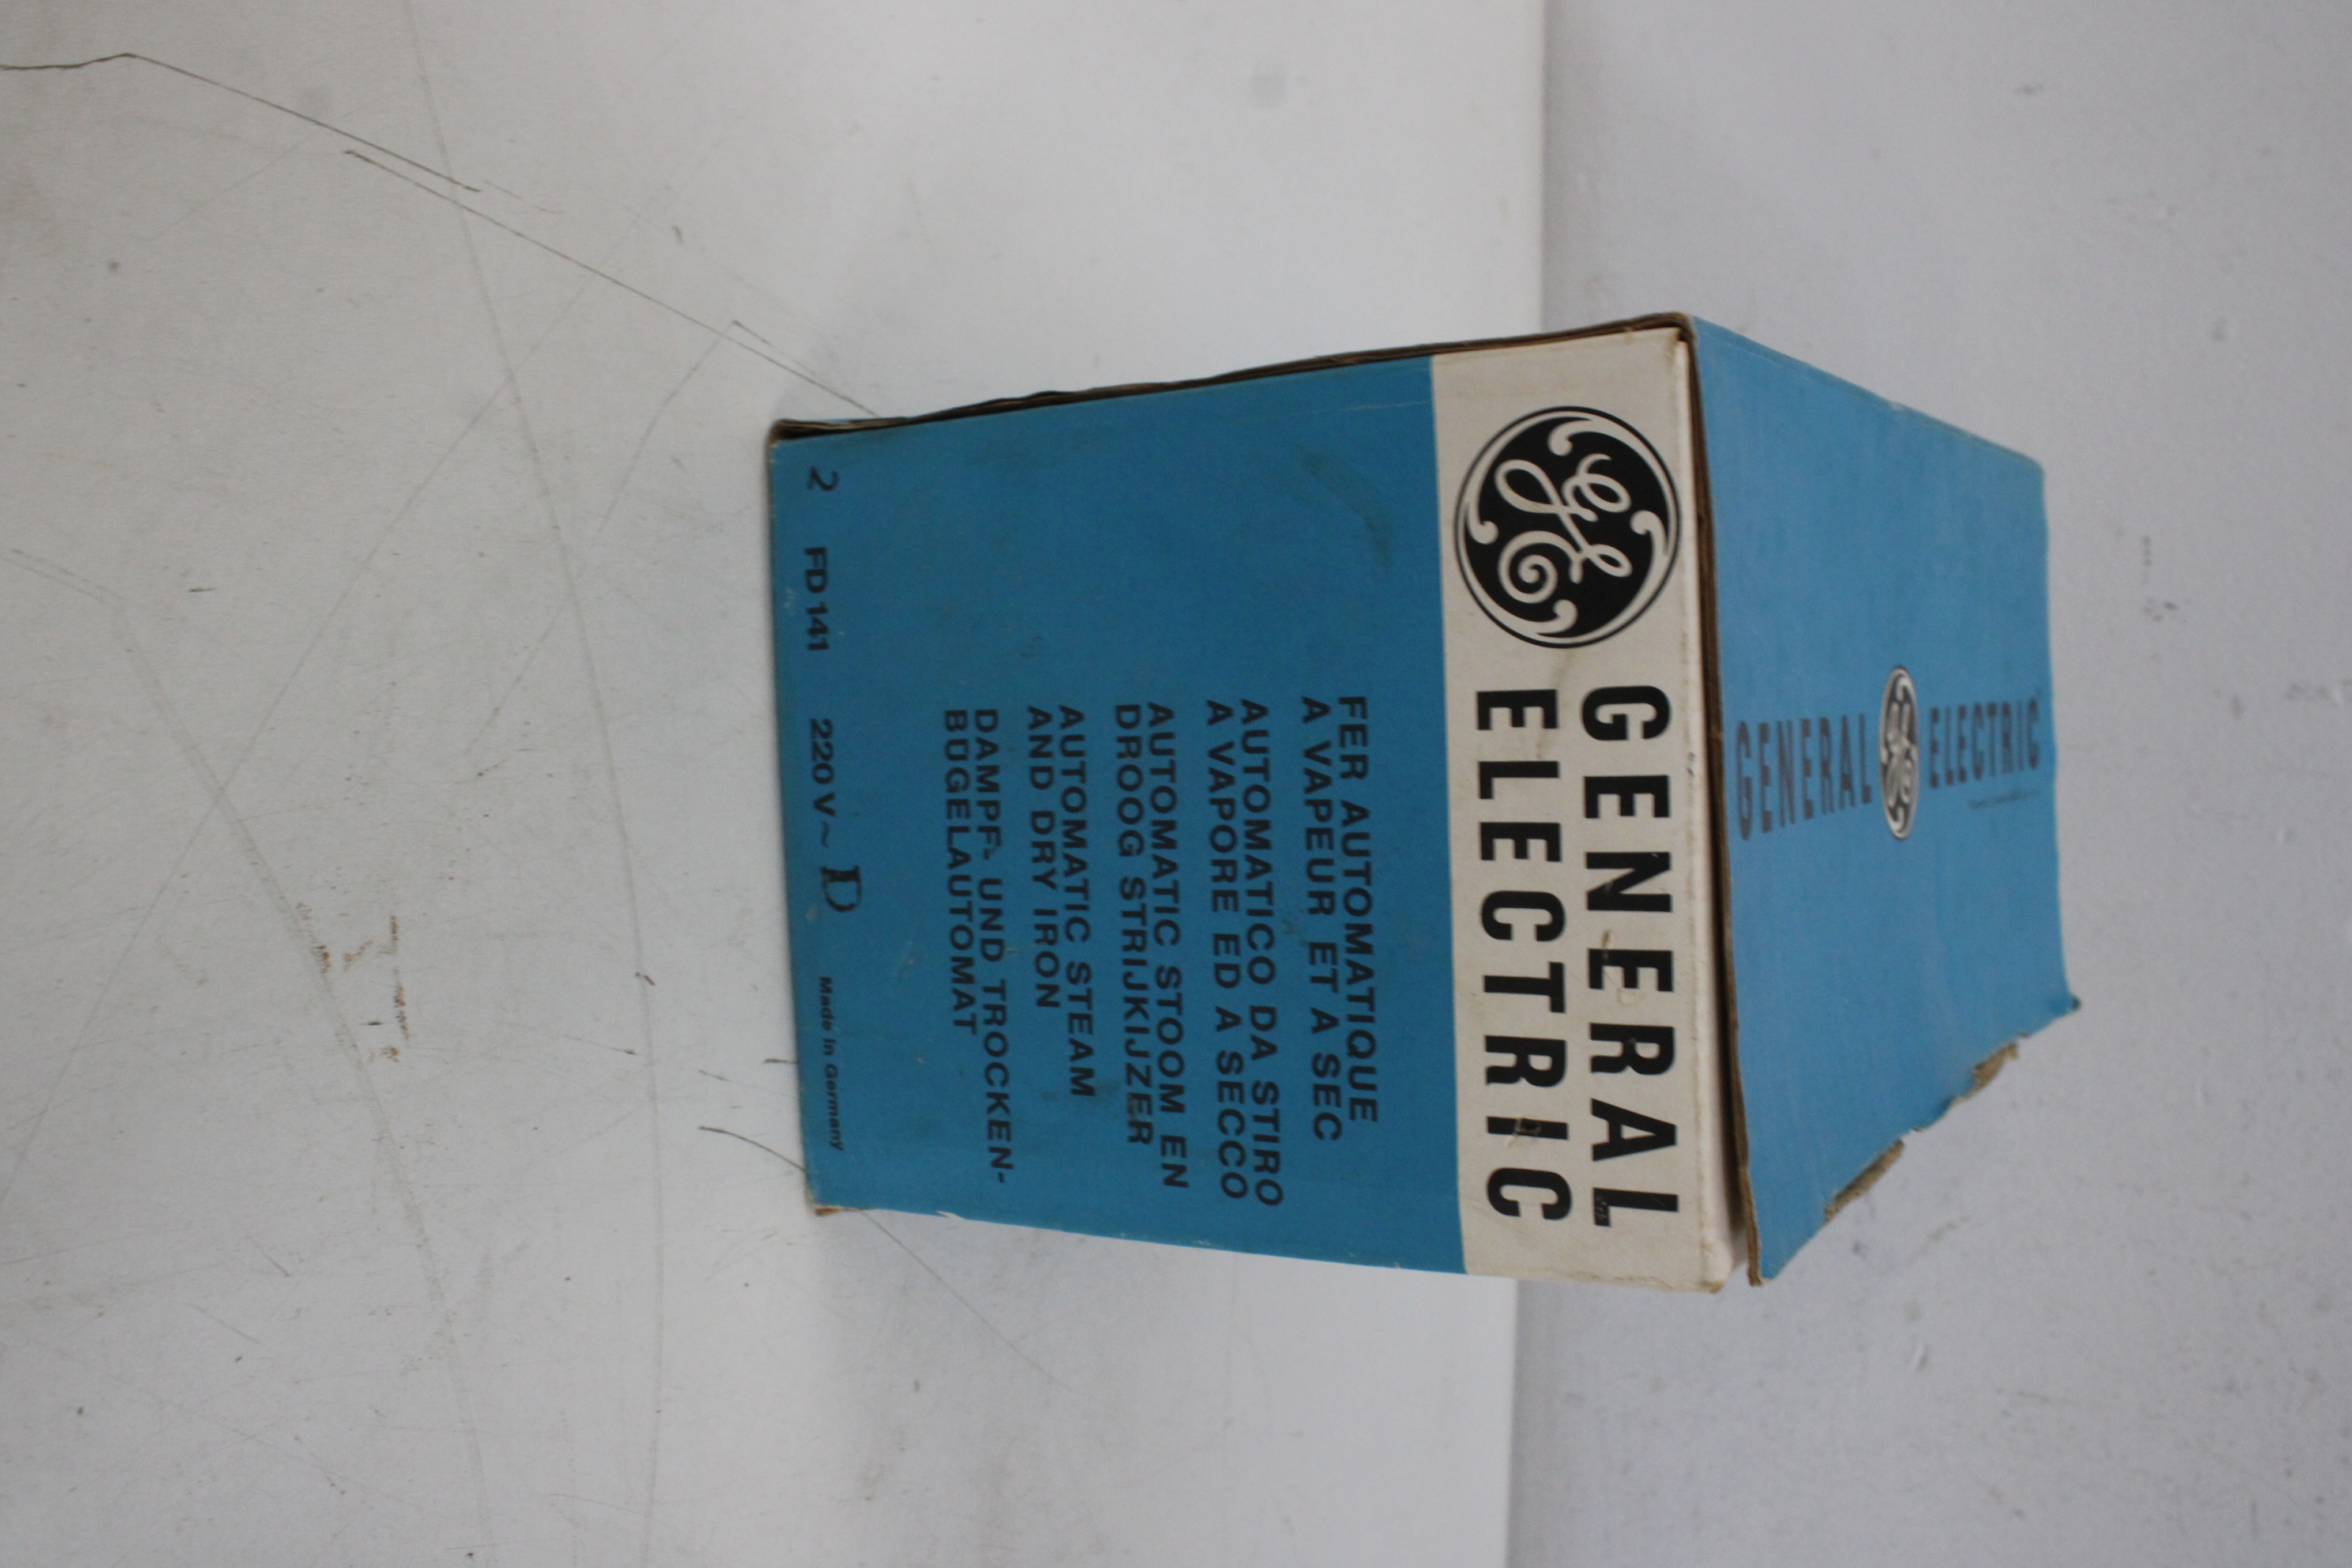 GENERAL ELECTRIC
GE
GENERAL
ELECTRIC
FER AUTOMATIQUE
A VAPEUR ET A SEC
AUTOMATICO DA STIRO
A VAPORE ED A SECCO
AUTOMATIC STOOM EN
DROOG STRIJKIJZER
AUTOMATIC STEAM
AND DRY IRON
DAMPF- UND TROCKEN-
BÜGELAUTOMAT
2 FD 141 220 V~ D Made in Germany